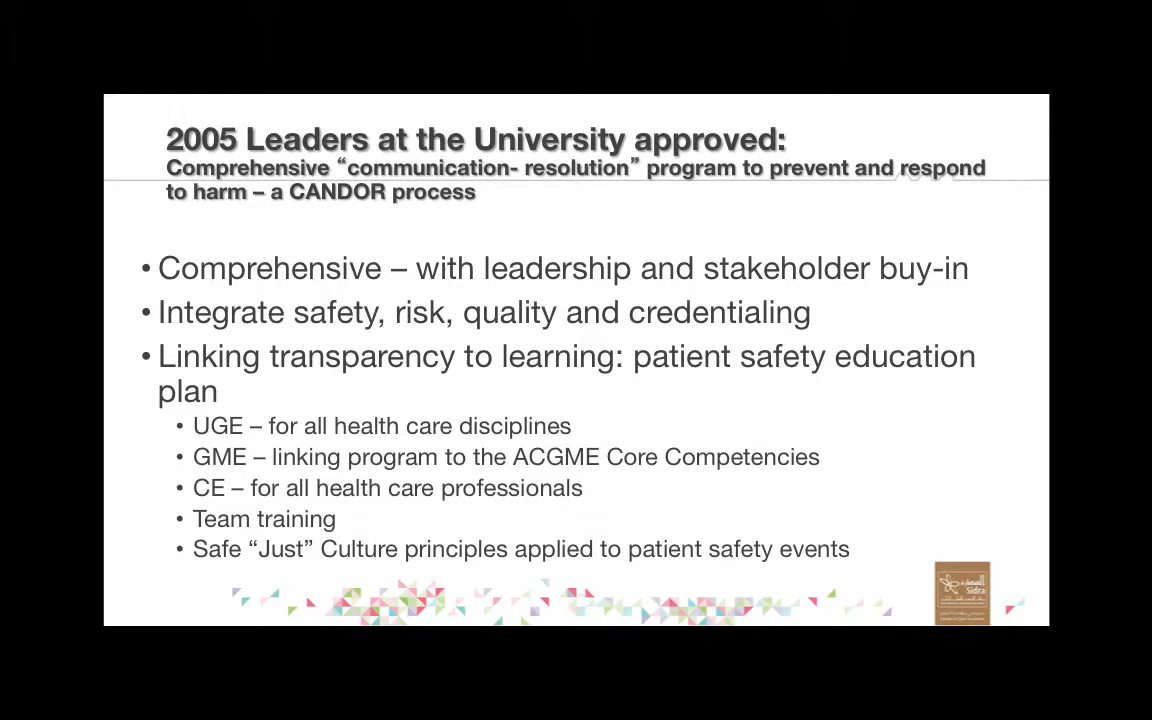 2005 Leaders at the University approved:
Comprehensive “communication- resolution” program to prevent and respond
to harm – a CANDOR process
• Comprehensive – with leadership and stakeholder buy-in
• Integrate safety, risk, quality and credentialing
• Linking transparency to learning: patient safety education
plan
• UGE – for all health care disciplines
• GME – linking program to the ACGME Core Competencies
• CE – for all health care professionals
• Team training
• Safe “Just” Culture principles applied to patient safety events
السدرة
Sidra